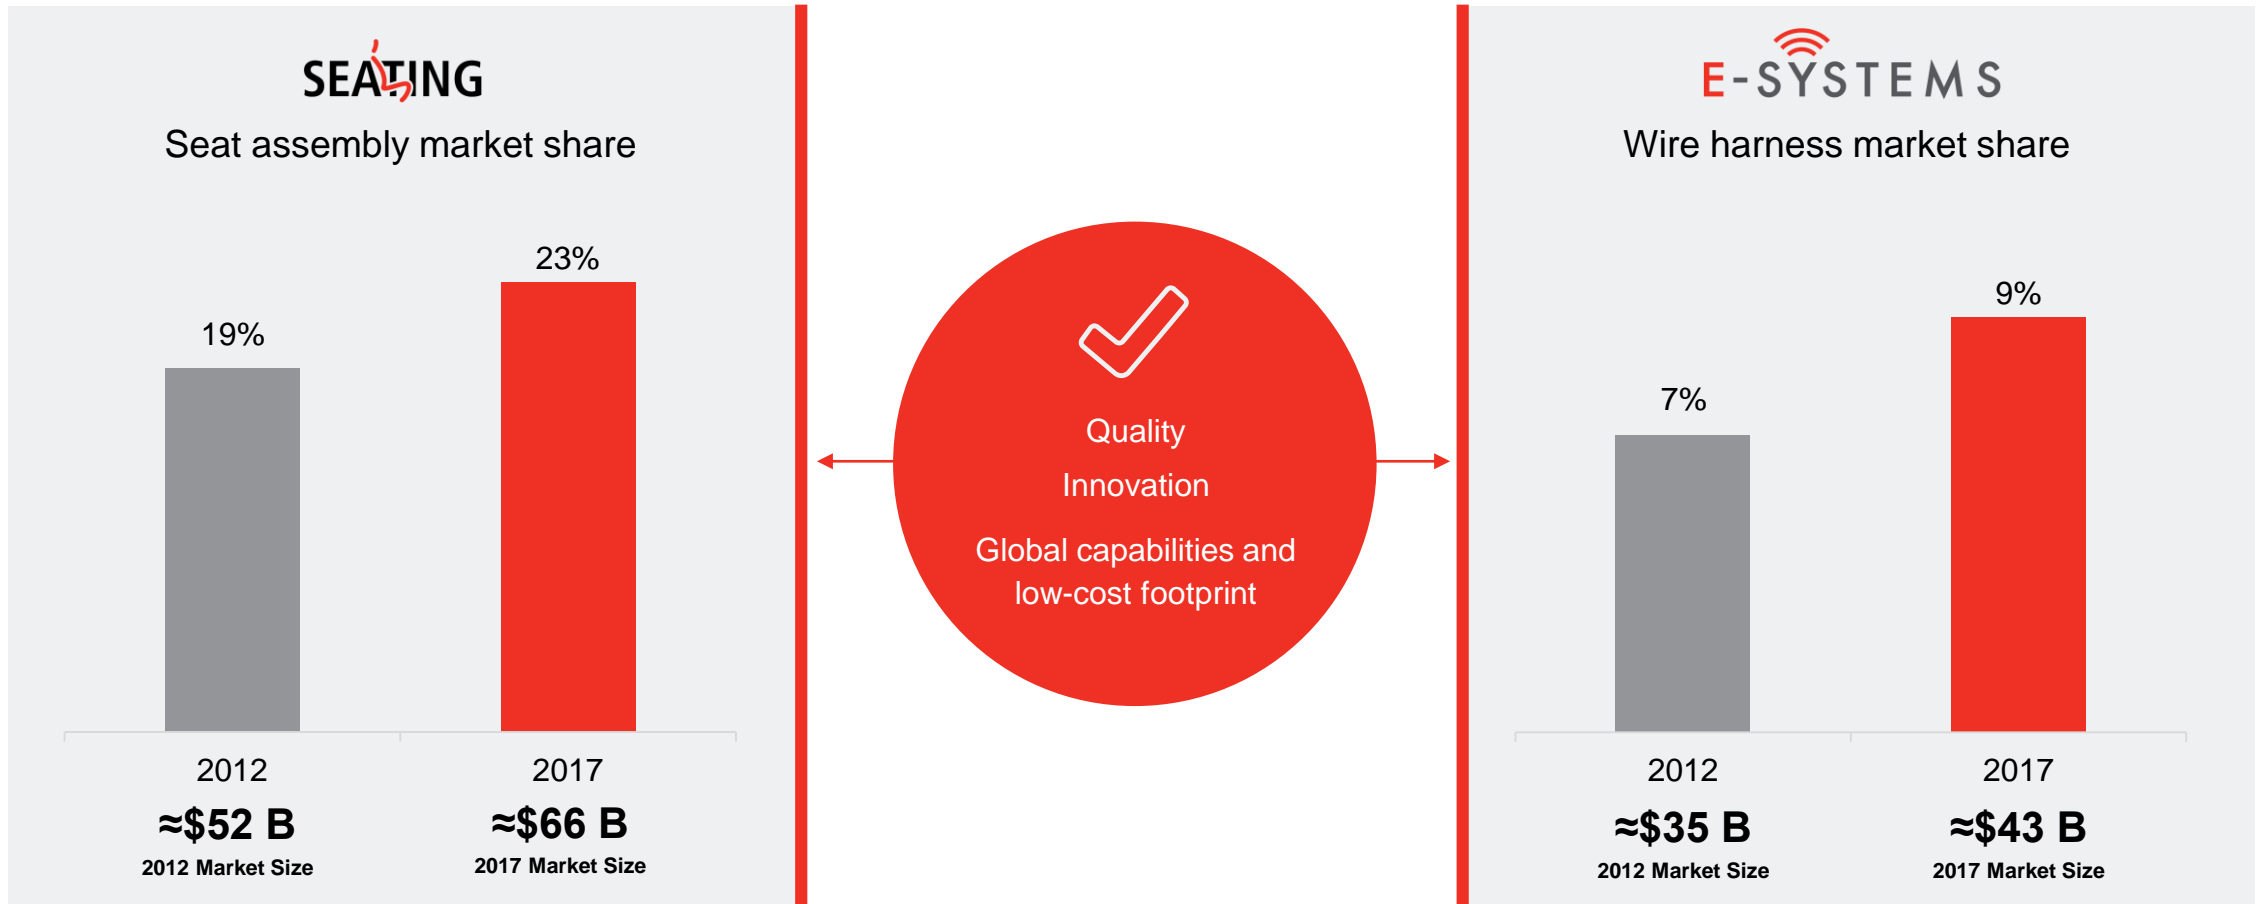 SEATING
Seat assembly market share
23%
19%
2012
2017
≈$52 B
≈$66 B
2012 Market Size
2017 Market Size
Quality
Innovation
Global capabilities and
low-cost footprint
E-SYSTEMS
Wire harness market share
9%
7%
2012
2017
≈$35 B
≈$43 B
2012 Market Size
2017 Market Size